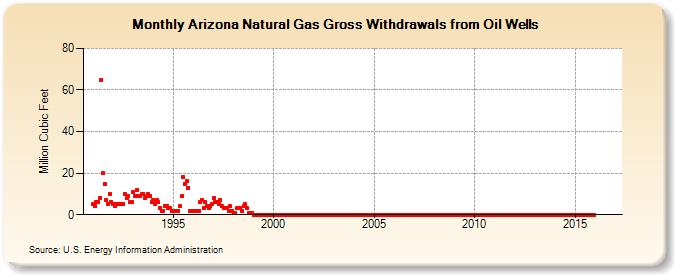 Monthly Arizona Natural Gas Gross Withdrawals from Oil Wells
Million Cubic Feet
80
60
40
20
0
1995 2000 2005 2010 2015
Source: U.S. Energy Information Administration